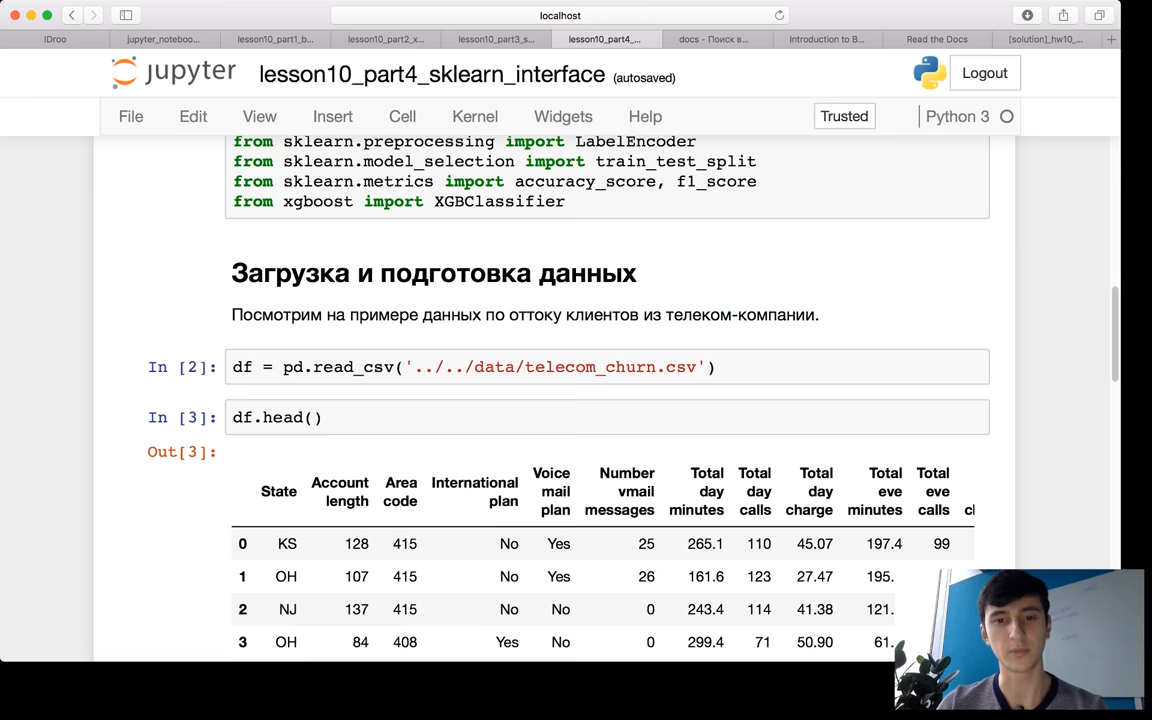 localhost
IDroo
jupyter_noteboo...
lesson10_part1_b...
lesson10_part2_x...
lesson10_part3_s...
lesson10_part4_...
docs - Поиск в...
Introduction to B...
Read the Docs
[solution]_hw10_...
jupyter lesson10_part4_sklearn_interface (autosaved)
Logout
File Edit View Insert Cell Kernel Widgets Help
Trusted Python 3
from sklearn.preprocessing import LabelEncoder
from sklearn.model_selection import train_test_split
from sklearn.metrics import accuracy_score, f1_score
from xgboost import XGBClassifier
Загрузка и подготовка данных
Посмотрим на примере данных по оттоку клиентов из телеком-компании.
In [2]: df = pd.read_csv('../../data/telecom_churn.csv')
In [3]: df.head()
Out[3]:
State Account length Area code International plan Voice mail plan Number vmail messages Total day minutes Total day calls Total day charge Total eve minutes Total eve calls
0 KS 128 415 No Yes 25 265.1 110 45.07 197.4 99
1 OH 107 415 No Yes 26 161.6 123 27.47 195.
2 NJ 137 415 No No 0 243.4 114 41.38 121.
3 OH 84 408 Yes No 0 299.4 71 50.90 61.